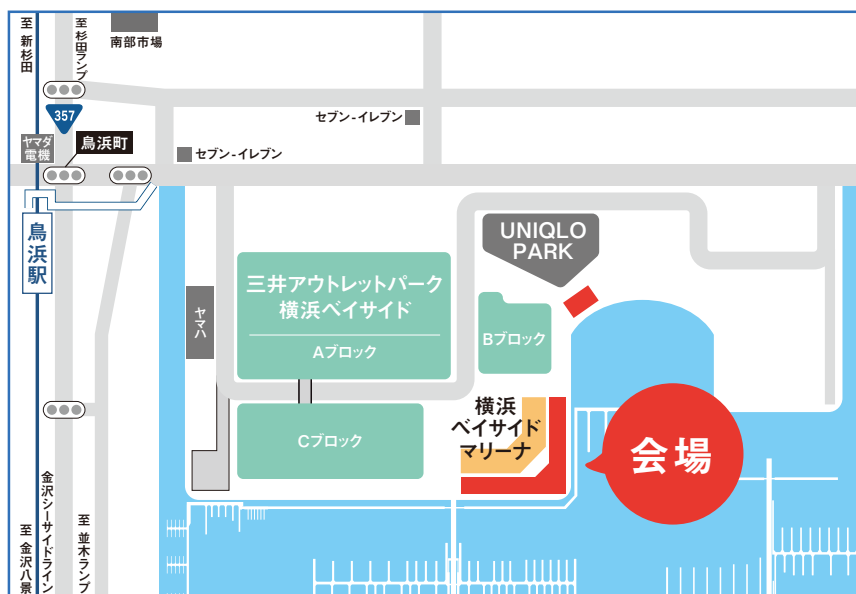 至 新杉田
至 杉田ランプ
南部市場
357
セブン-イレブン
ヤマダ
電機
鳥浜町
セブン-イレブン
鳥浜駅
UNIQLO
PARK
三井アウトレットパーク
横浜ベイサイド
Aブロック
ヤマハ
Bブロック
横浜
ベイサイド
マリーナ
Cブロック
会場
金沢シーサイドライン
至 金沢八景
至 並木ランプ